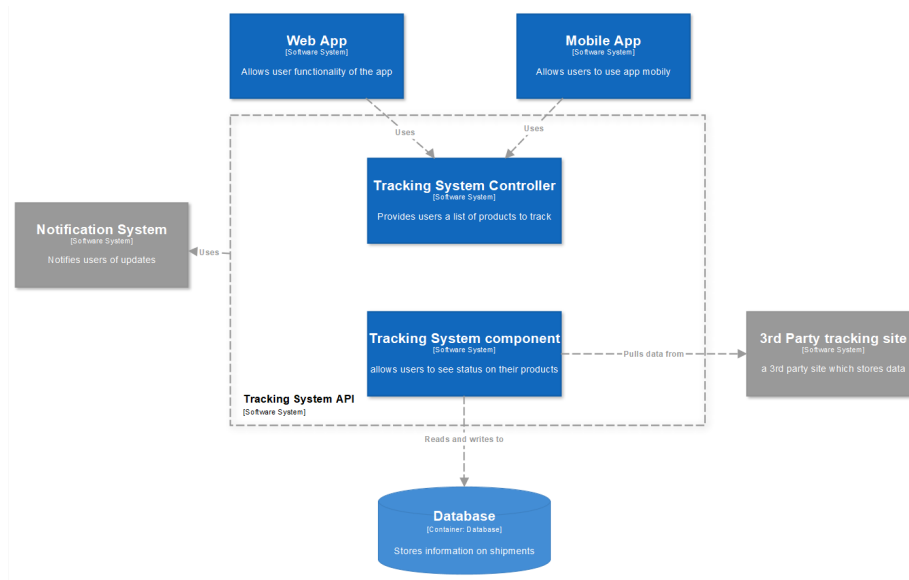 Web App
[Software System]
Allows user functionality of the app
Mobile App
[Software System]
Allows users to use app mobily
Uses
Uses
Tracking System Controller
[Software System]
Provides users a list of products to track
Notification System
[Software System]
Notifies users of updates
Uses
Tracking System component
[Software System]
allows users to see status on their products
Pulls data from
3rd Party tracking site
[Software System]
a 3rd party site which stores data
Tracking System API
[Software System]
Reads and writes to
Database
[Container: Database]
Stores information on shipments